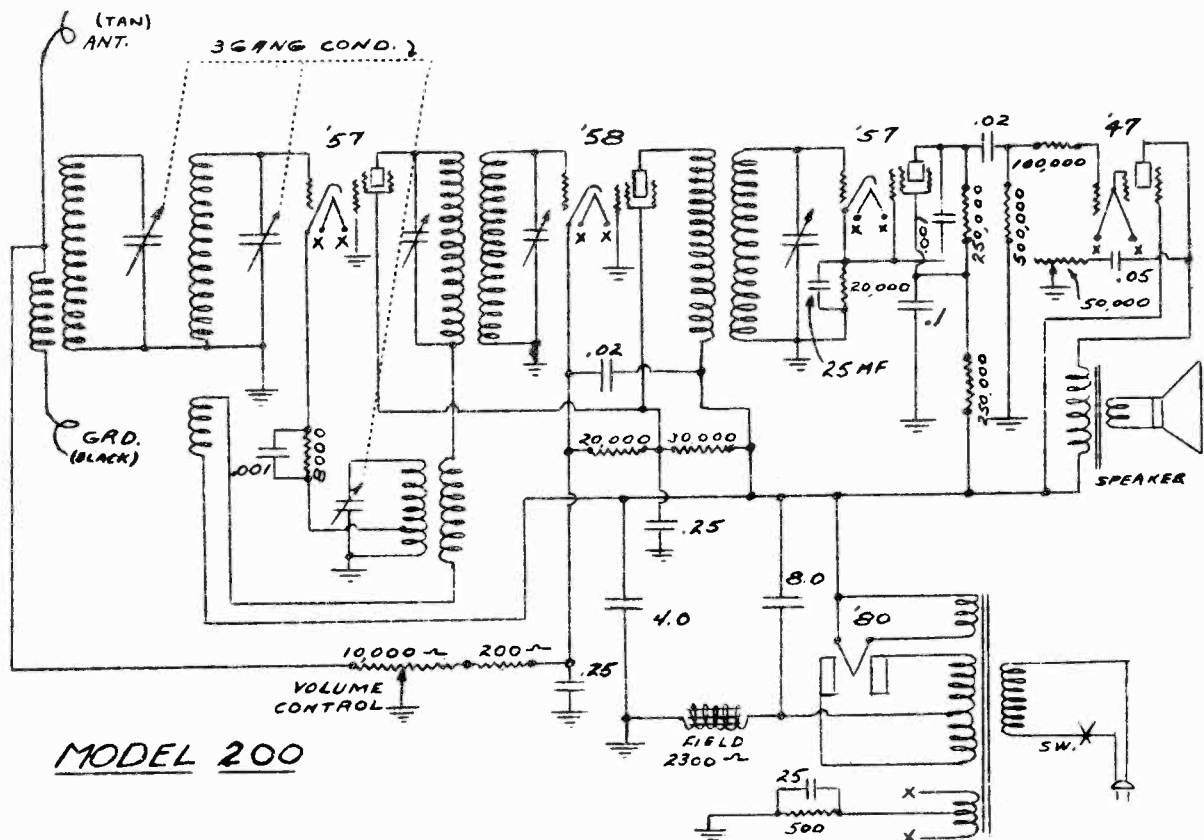 (TAN)
ANT.
3 GANG COND.
'57
'58
'57
.02
'47
100,000
.001
250,000
500,000
.05
50,000
20,000
.1
25 MF
250,000
.02
GRD.
(BLACK)
.001
8000
20,000
30,000
SPEAKER
.25
8.0
4.0
'80
10,000 ~
200 ~
.25
VOLUME
CONTROL
FIELD
2300 ~
SW.
MODEL 200
25
500
X
X
X
X
X
X
X
X
X